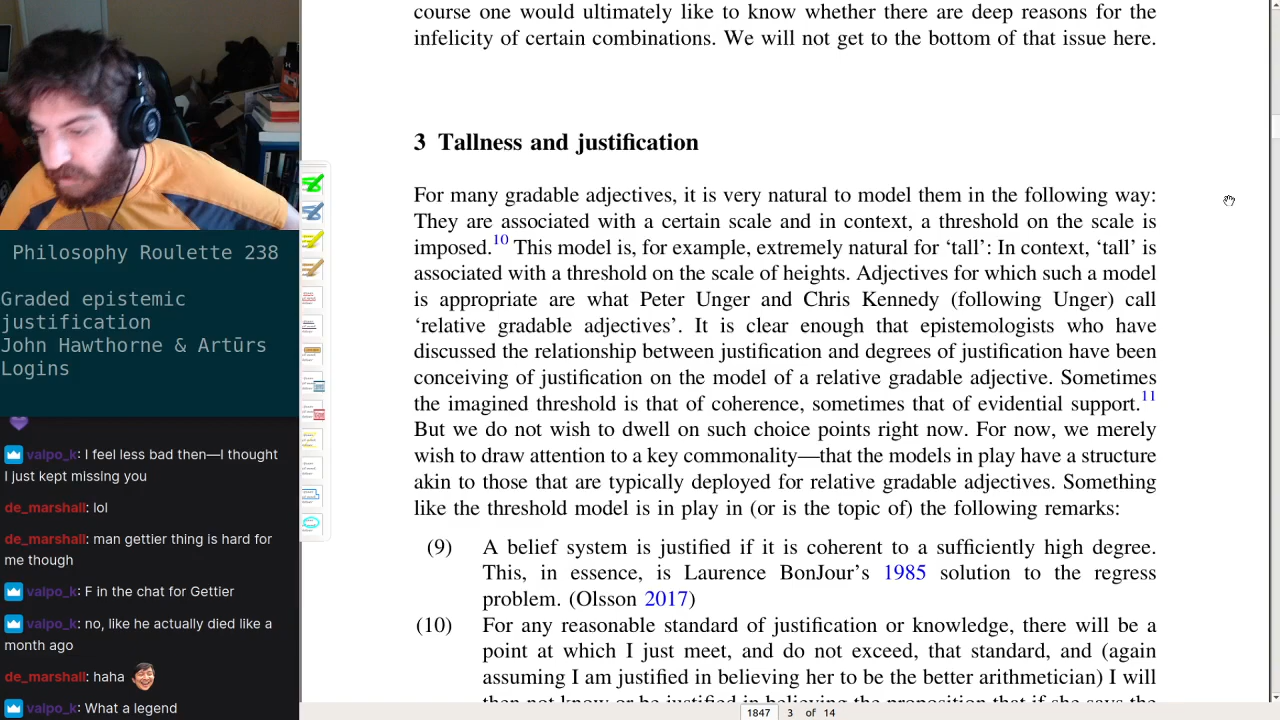 Philosophy Roulette 238
Graded epistemic
justification
John Hawthorne & Artūrs
Logins
valpo_k: I feel less bad then—I thought
I just kept missing you
de_marshall: lol
de_marshall: man gettier thing is hard for
me though
valpo_k: F in the chat for Gettier
valpo_k: no, like he actually died like a
month ago
de_marshall: haha
valpo_k: What a legend
course one would ultimately like to know whether there are deep reasons for the
infelicity of certain combinations. We will not get to the bottom of that issue here.
3 Tallness and justification
For many gradable adjectives, it is very natural to model them in the following way:
They are associated with a certain scale and in context, a threshold on the scale is
imposed.10 This model is, for example, extremely natural for ‘tall’: in context, ‘tall’ is
associated with a threshold on the scale of heights. Adjectives for which such a model
is appropriate are what Peter Unger and Chris Kennedy (following Unger) call
‘relative gradable adjectives’. It is clear enough that epistemologists who have
discussed the relationship between justification and degrees of justification have been
conceiving of justification on the model of a relative gradable adjective. Sometimes
the imagined threshold is that of coherence, sometimes that of evidential support.11
But we do not wish to dwell on such choice points right now. For now, we merely
wish to draw attention to a key commonality—that the models in play have a structure
akin to those that are typically deployed for relative gradable adjectives. Something
like the threshold model is in play in (or is the topic of) the following remarks:
(9) A belief system is justified if it is coherent to a sufficiently high degree.
This, in essence, is Laurence BonJour’s 1985 solution to the regress
problem. (Olsson 2017)
(10) For any reasonable standard of justification or knowledge, there will be a
point at which I just meet, and do not exceed, that standard, and (again
assuming I am justified in believing her to be the better arithmetician) I will
then not know or be justified in believing the proposition that if she says the
1847 3 of 14